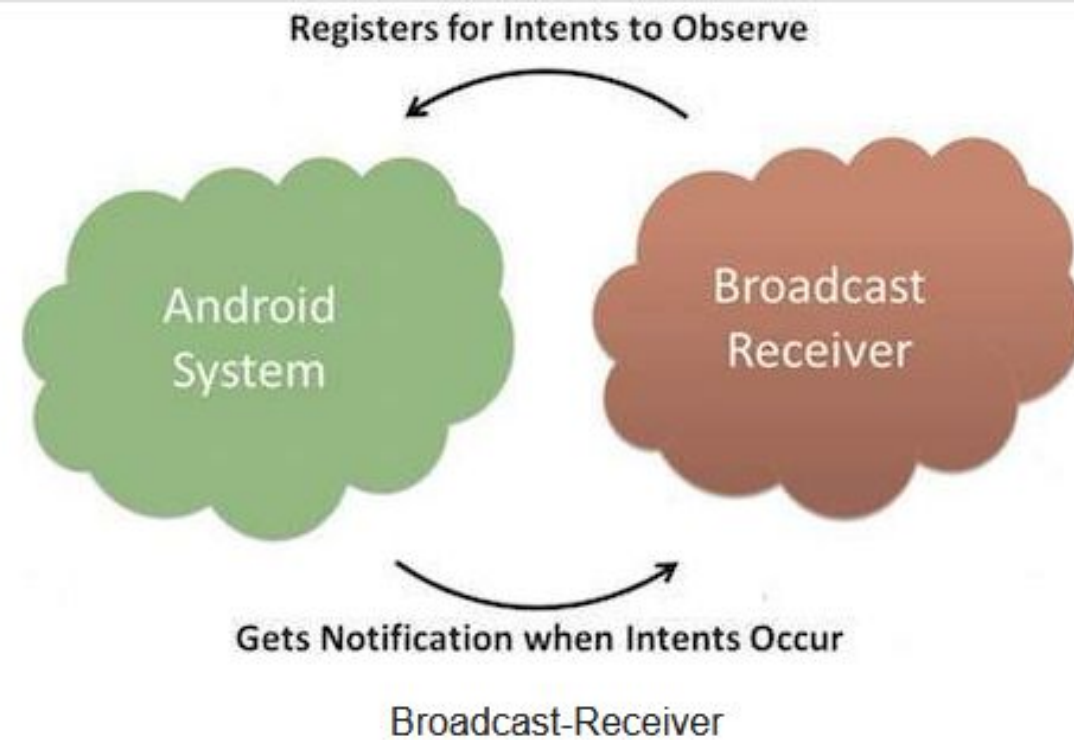 Registers for Intents to Observe
Android
System
Broadcast
Receiver
Gets Notification when Intents Occur
Broadcast-Receiver